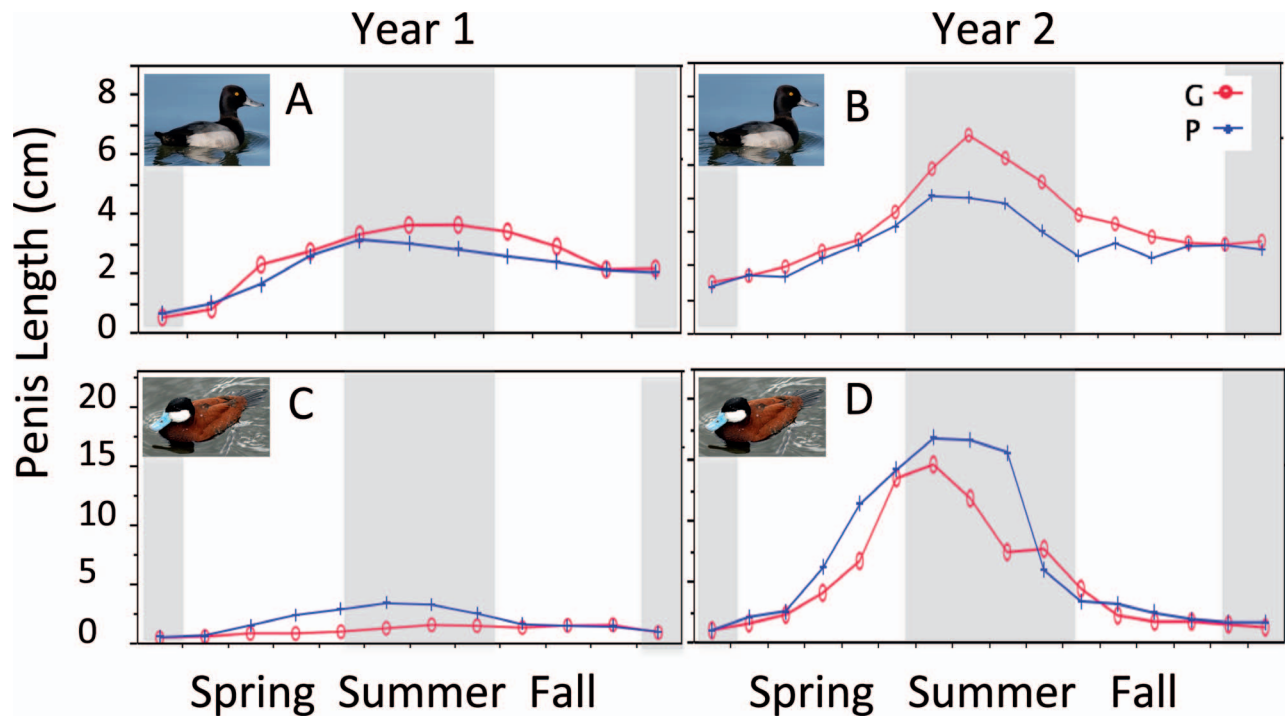 Year 1
Year 2
Penis Length (cm)
A
8
6
4
2
0
B
G
P
C
20
15
10
5
0
D
Spring Summer Fall
Spring Summer Fall